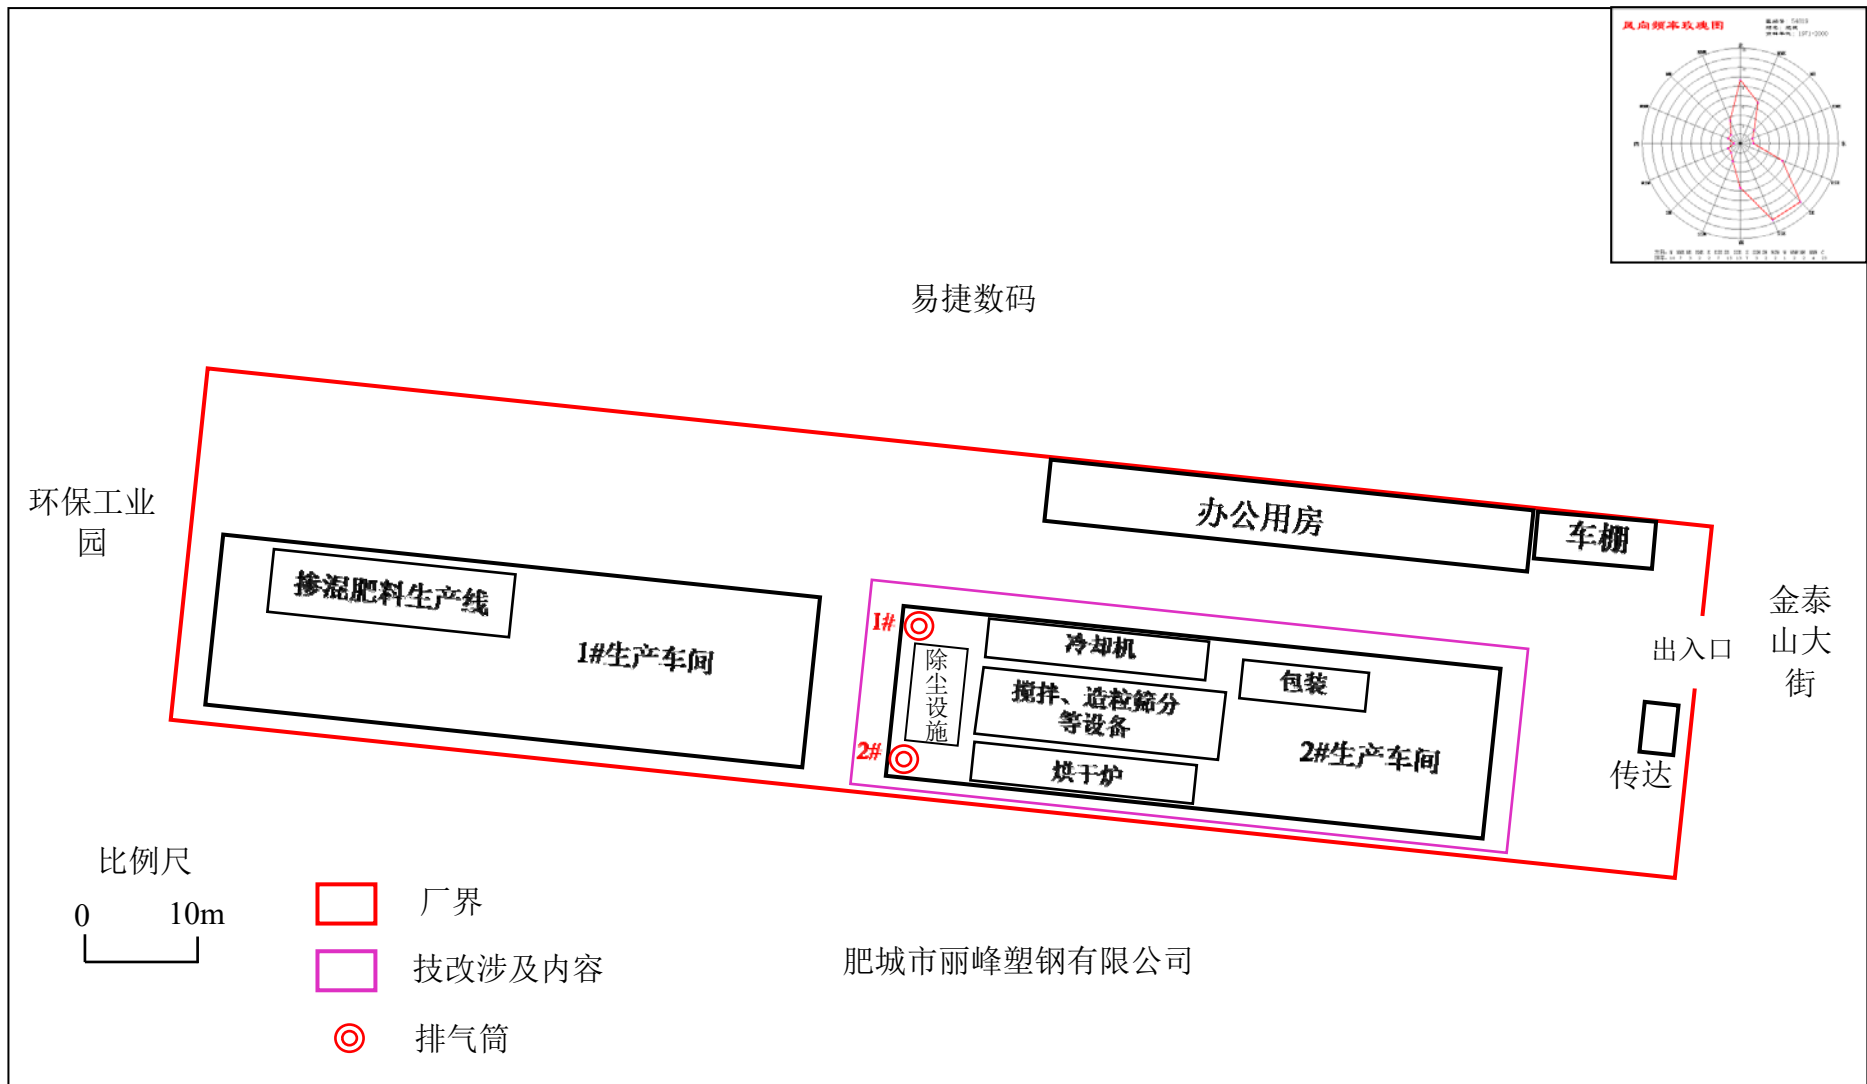 风向频率玫瑰图
易捷数码
环保工业
园
办公用房
车棚
掺混肥料生产线
1#生产车间
1#
冷却机
除尘设施
搅拌、造粒筛分
等设备
包装
2#
烘干炉
2#生产车间
出入口
金泰
山大
街
传达
比例尺
0
10m
厂界
技改涉及内容
排气筒
肥城市丽峰塑钢有限公司